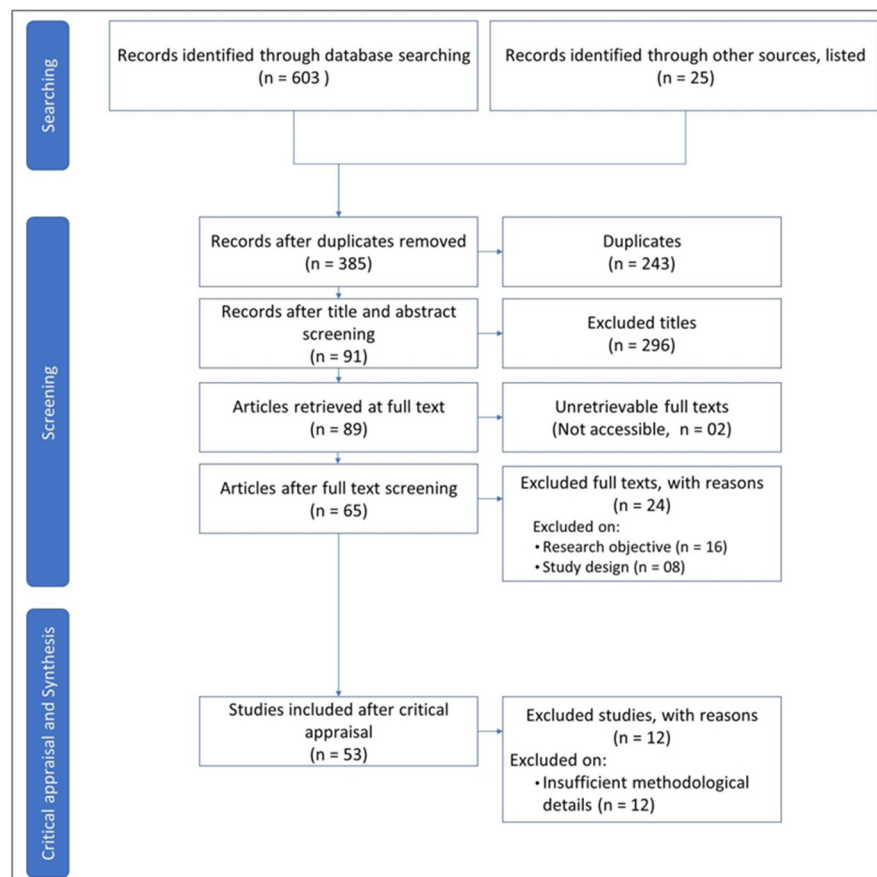 Searching
Records identified through database searching
(n = 603 )
Records identified through other sources, listed
(n = 25)
Screening
Records after duplicates removed
(n = 385)
Duplicates
(n = 243)
Records after title and abstract
screening
(n = 91)
Excluded titles
(n = 296)
Articles retrieved at full text
(n = 89)
Unretrievable full texts
(Not accessible,  n = 02)
Articles after full text screening
(n = 65)
Excluded full texts, with reasons
(n = 24)
Excluded on:
• Research objective (n = 16)
• Study design (n = 08)
Critical appraisal and Synthesis
Studies included after critical
appraisal
(n = 53)
Excluded studies, with reasons
(n = 12)
Excluded on:
• Insufficient methodological
details (n = 12)